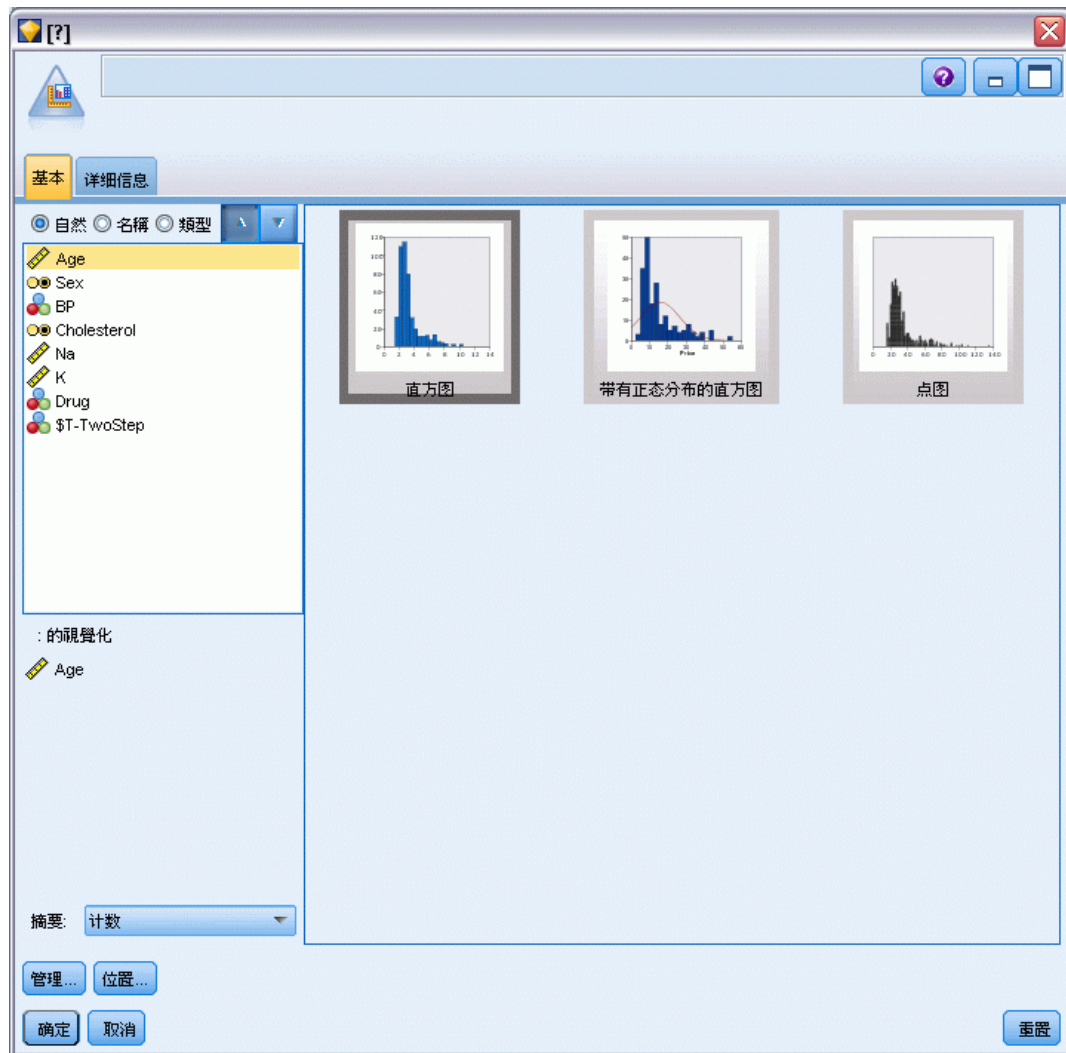 [?]
基本 详细信息
自然 名稱 類型
Age
Sex
BP
Cholesterol
Na
K
Drug
$T-TwoStep
直方图 带有正态分布的直方图 点图
Price
: 的視覺化
Age
摘要: 计数
管理... 位置...
确定 取消 重置